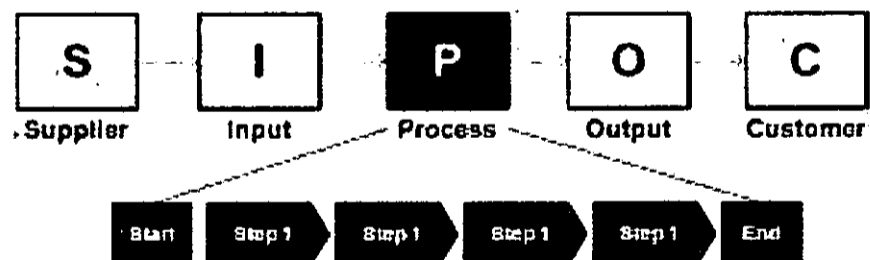 S I P O C
Supplier Input Process Output Customer
Start Step 1 Step 1 Step 1 Step 1 End